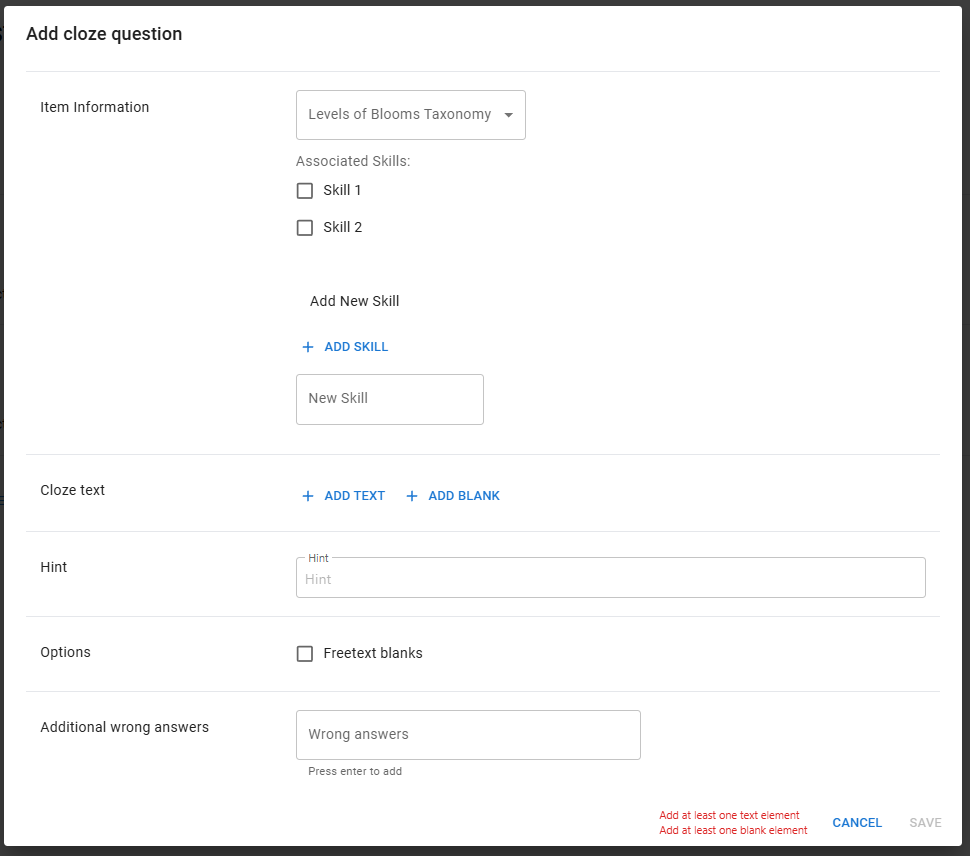 Add cloze question
Item Information
Levels of Blooms Taxonomy
Associated Skills:
Skill 1
Skill 2
Add New Skill
+ ADD SKILL
New Skill
Cloze text
+ ADD TEXT + ADD BLANK
Hint
Hint
Hint
Options
Freetext blanks
Additional wrong answers
Wrong answers
Press enter to add
Add at least one text element
Add at least one blank element
CANCEL SAVE